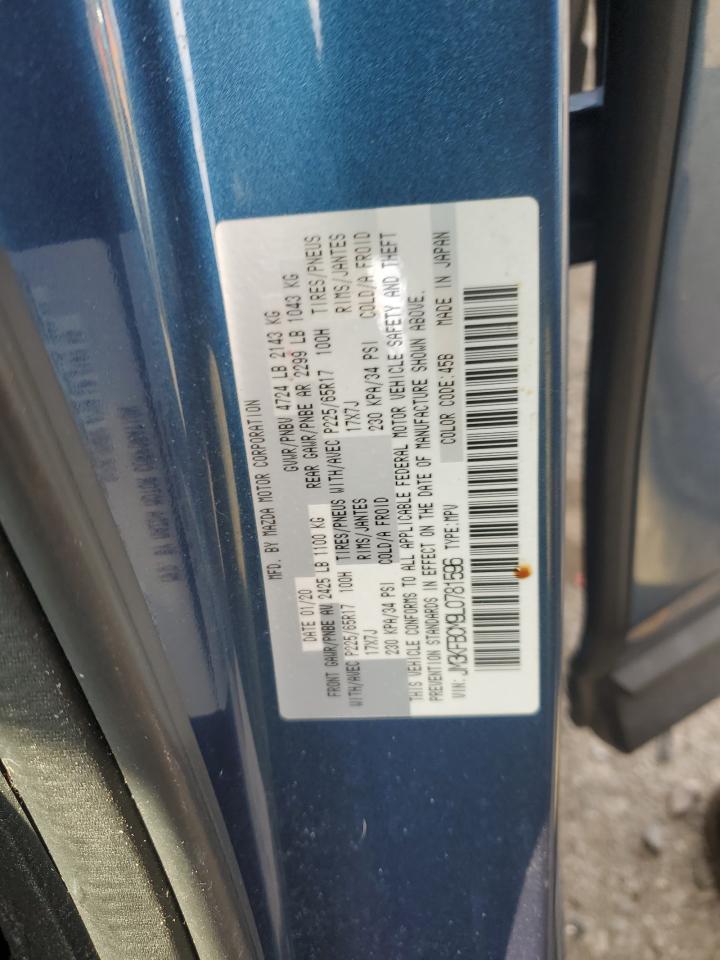 MFD. BY MAZDA MOTOR CORPORATION
DATE 01/20 GVWR/PNBV 4724 LB 2143 KG
FRONT GAWR/PNBE AV 2425 LB 1100 KG REAR GAWR/PNBE AR 2299 LB 1043 KG
WITH/AVEC P225/65R17 100H TIRES/PNEUS WITH/AVEC P225/65R17 100H TIRES/PNEUS
17X7J RIMS/JANTES 17X7J RIMS/JANTES
230 KPA/34 PSI COLD/A FROID 230 KPA/34 PSI COLD/A FROID
THIS VEHICLE CONFORMS TO ALL APPLICABLE FEDERAL MOTOR VEHICLE SAFETY AND THEFT
PREVENTION STANDARDS IN EFFECT ON THE DATE OF MANUFACTURE SHOWN ABOVE.
VIN: JM3KFBCM9L0781596 TYPE:MPV COLOR CODE:45B MADE IN JAPAN